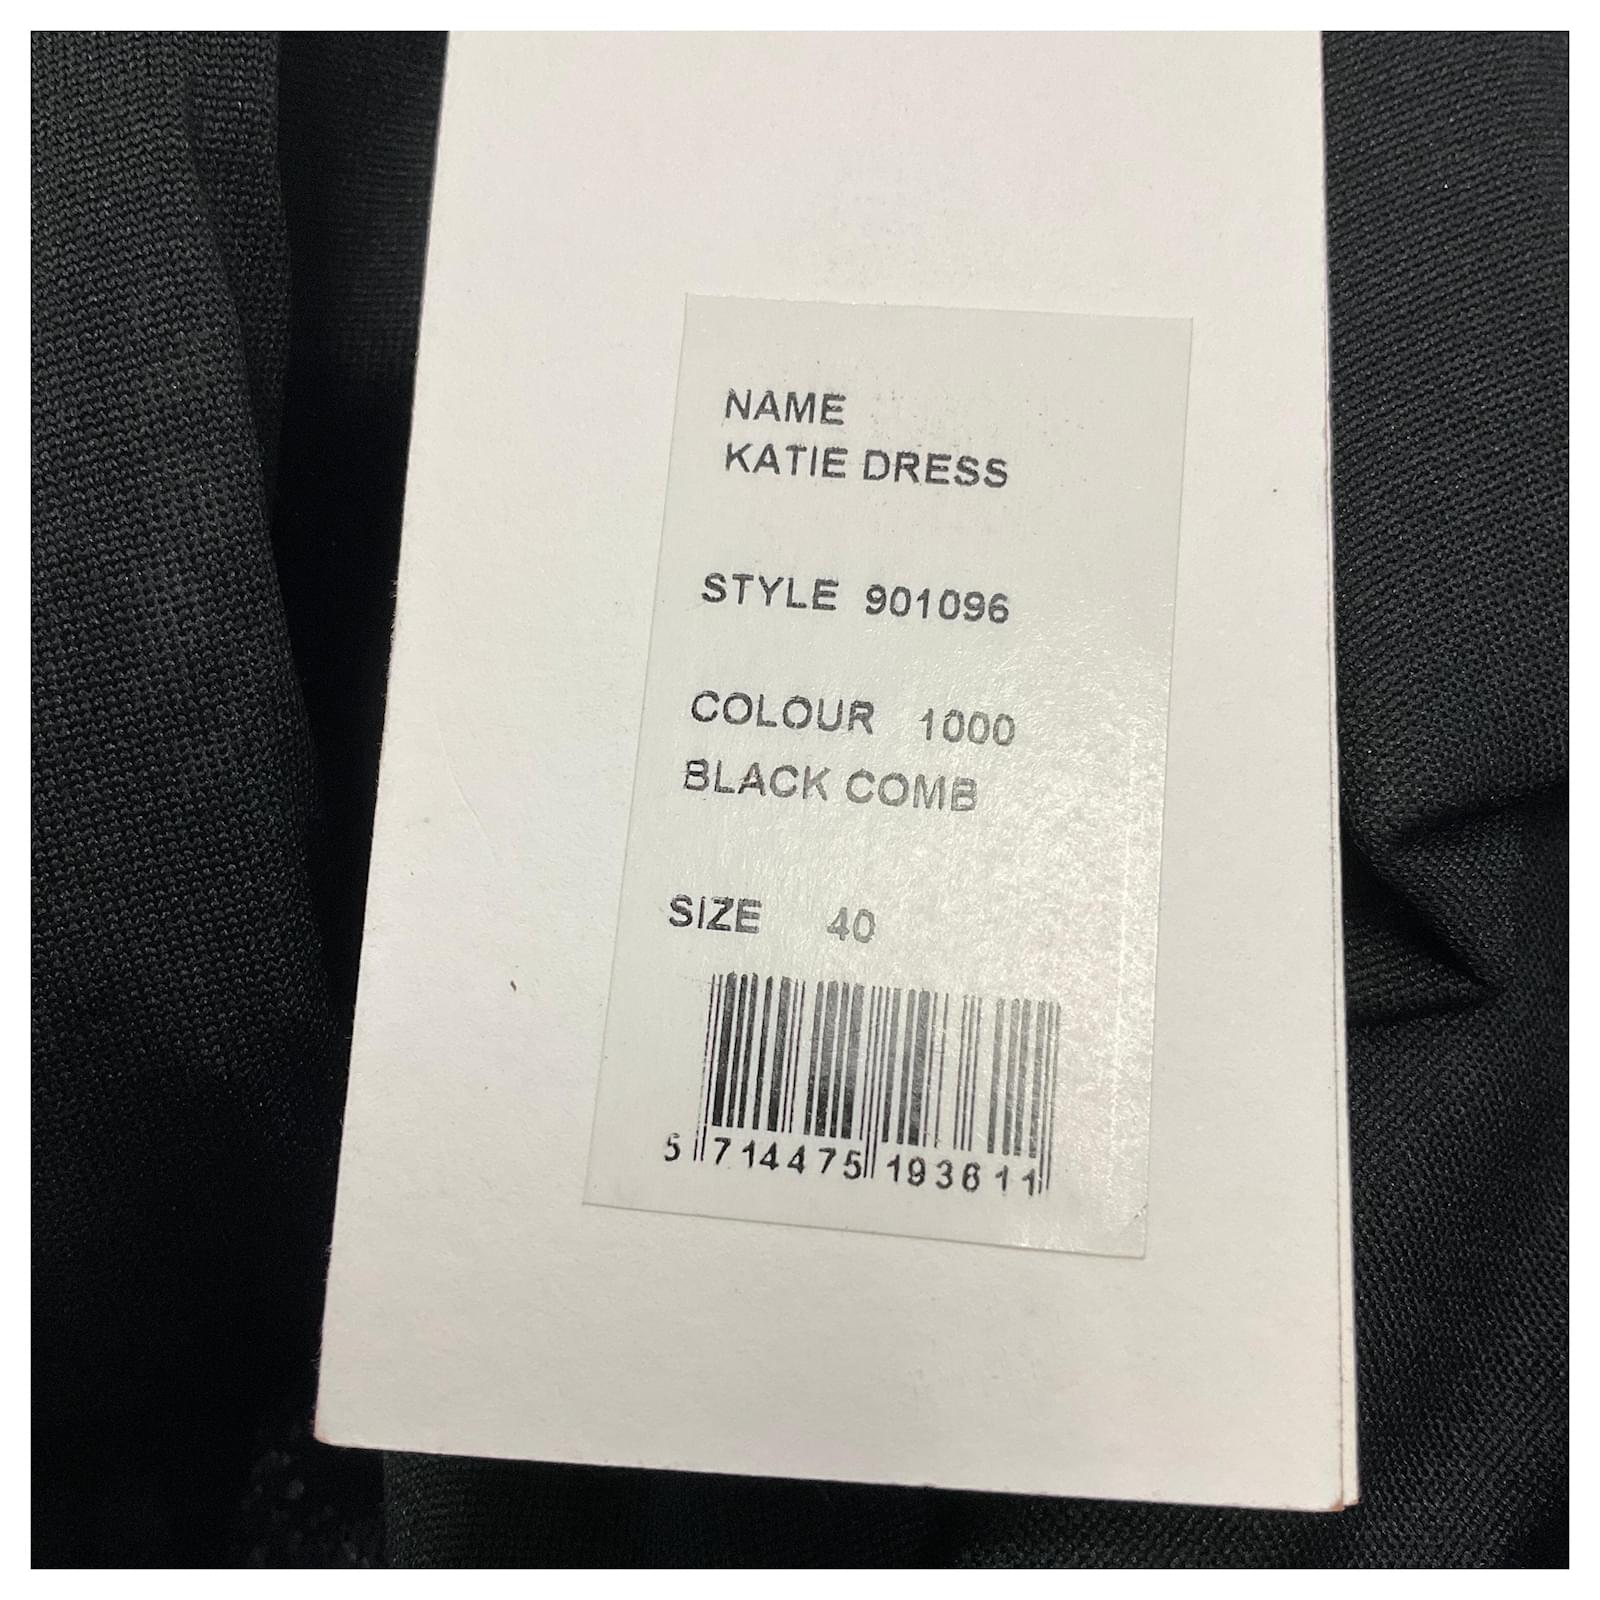 NAME
KATIE DRESS
STYLE 901096
COLOUR 1000
BLACK COMB
SIZE 40
5 714475 193611